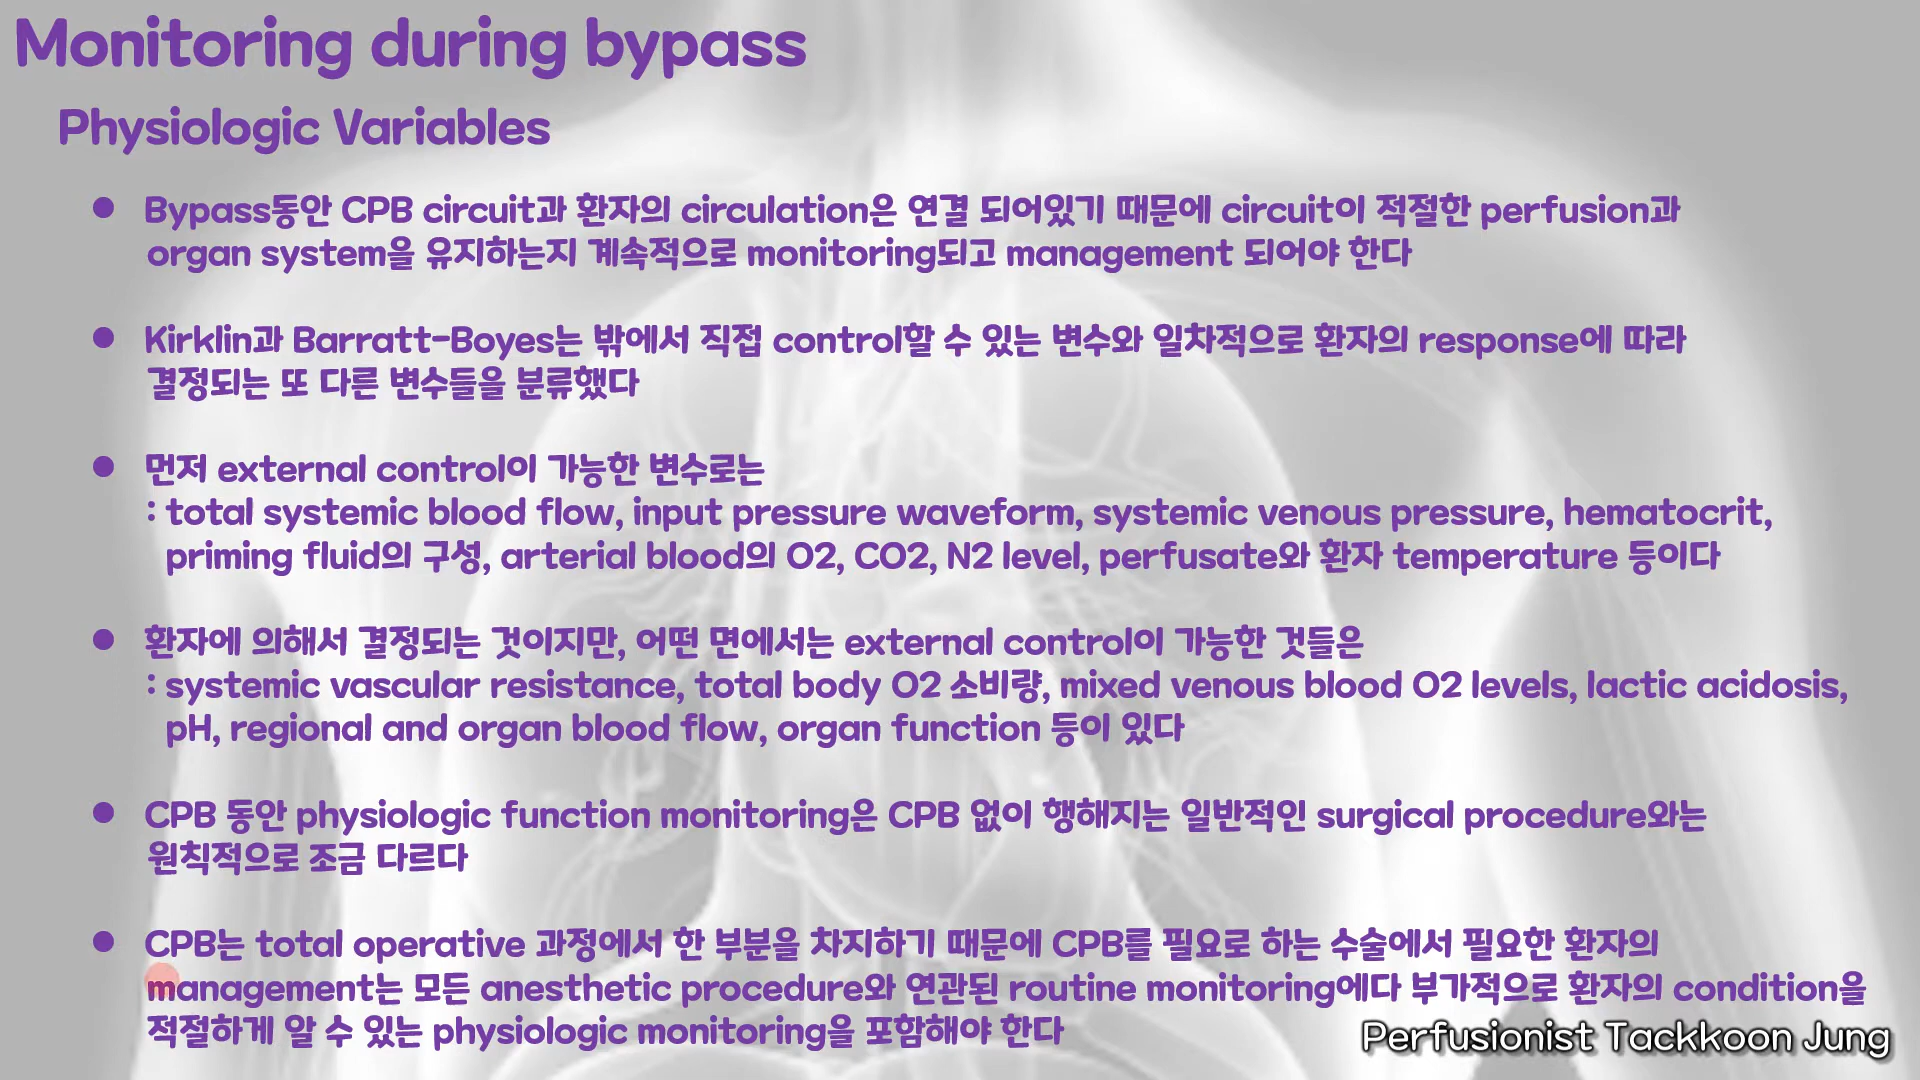 Monitoring during bypass
Physiologic Variables
● Bypass동안 CPB circuit과 환자의 circulation은 연결 되어있기 때문에 circuit이 적절한 perfusion과
organ system을 유지하는지 계속적으로 monitoring되고 management 되어야 한다
● Kirklin과 Barratt-Boyes는 밖에서 직접 control할 수 있는 변수와 일차적으로 환자의 response에 따라
결정되는 또 다른 변수들을 분류했다
● 먼저 external control이 가능한 변수로는
: total systemic blood flow, input pressure waveform, systemic venous pressure, hematocrit,
priming fluid의 구성, arterial blood의 O2, CO2, N2 level, perfusate와 환자 temperature 등이다
● 환자에 의해서 결정되는 것이지만, 어떤 면에서는 external control이 가능한 것들은
: systemic vascular resistance, total body O2 소비량, mixed venous blood O2 levels, lactic acidosis,
pH, regional and organ blood flow, organ function 등이 있다
● CPB 동안 physiologic function monitoring은 CPB 없이 행해지는 일반적인 surgical procedure와는
원칙적으로 조금 다르다
● CPB는 total operative 과정에서 한 부분을 차지하기 때문에 CPB를 필요로 하는 수술에서 필요한 환자의
management는 모든 anesthetic procedure와 연관된 routine monitoring에다 부가적으로 환자의 condition을
적절하게 알 수 있는 physiologic monitoring을 포함해야 한다
Perfusionist Tackkoon Jung